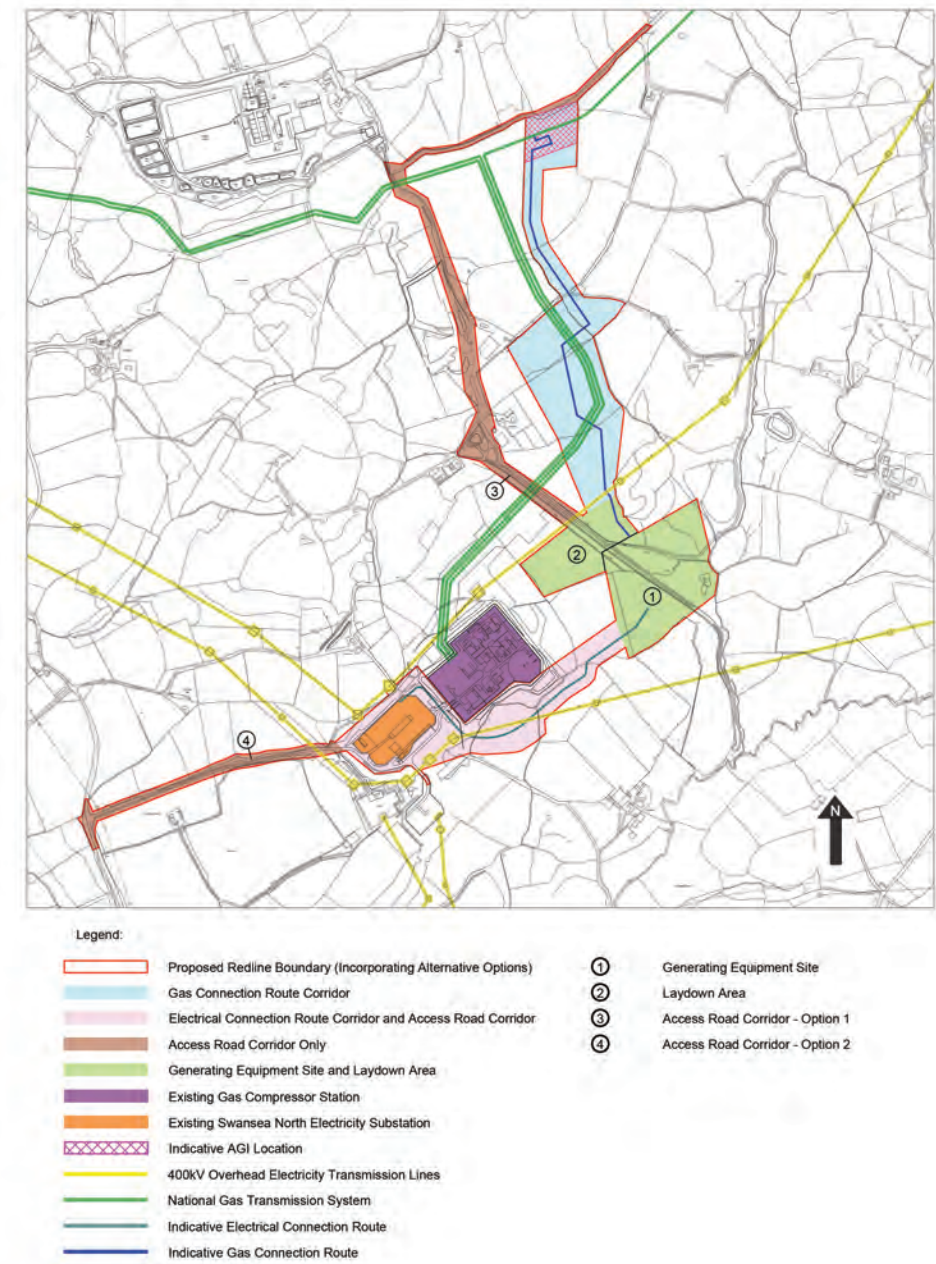 3
2
1
4
N
Legend:
Proposed Redline Boundary (Incorporating Alternative Options)
Gas Connection Route Corridor
Electrical Connection Route Corridor and Access Road Corridor
Access Road Corridor Only
Generating Equipment Site and Laydown Area
Existing Gas Compressor Station
Existing Swansea North Electricity Substation
Indicative AGI Location
400kV Overhead Electricity Transmission Lines
National Gas Transmission System
Indicative Electrical Connection Route
Indicative Gas Connection Route
1 Generating Equipment Site
2 Laydown Area
3 Access Road Corridor - Option 1
4 Access Road Corridor - Option 2